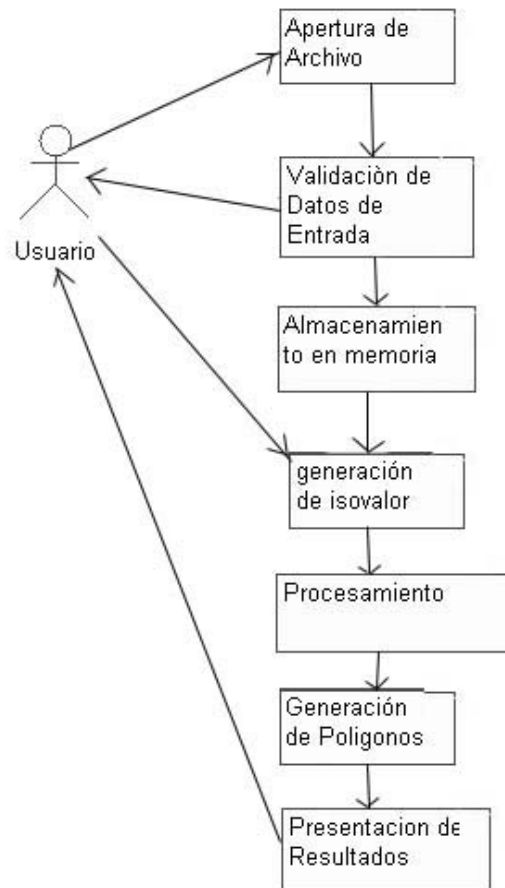 Apertura de
Archivo
Validaciòn de
Datos de
Entrada
Usuario
Almacenamien
to en memoria
generación
de isovalor
Procesamiento
Generación
de Poligonos
Presentacion de
Resultados